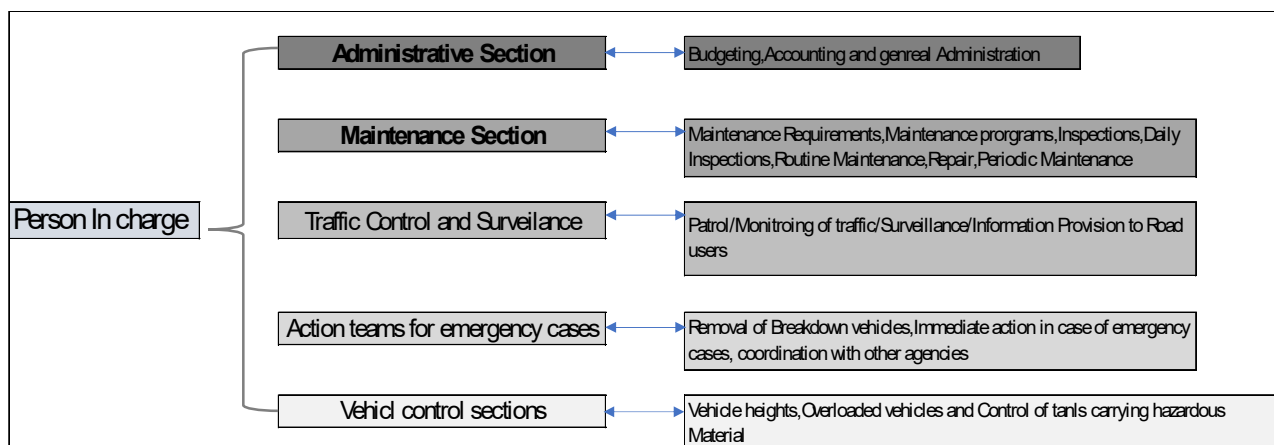 Administrative Section
Budgeting,Accounting and genreal Administration
Maintenance Section
Maintenance Requirements,Maintenance prorgrams,Inspections,Daily
Inspections,Routine Maintenance,Repair,Periodic Maintenance
Person In charge
Traffic Control and Surveilance
Patrol/Monitroing of traffic/Surveillance/Information Provision to Road
users
Action teams for emergency cases
Removal of Breakdown vehicles,Immediate action in case of emergency
cases, coordination with other agencies
Vehicl control sections
Vehicle heights,Overloaded vehicles and Control of tanls carrying hazardous
Material